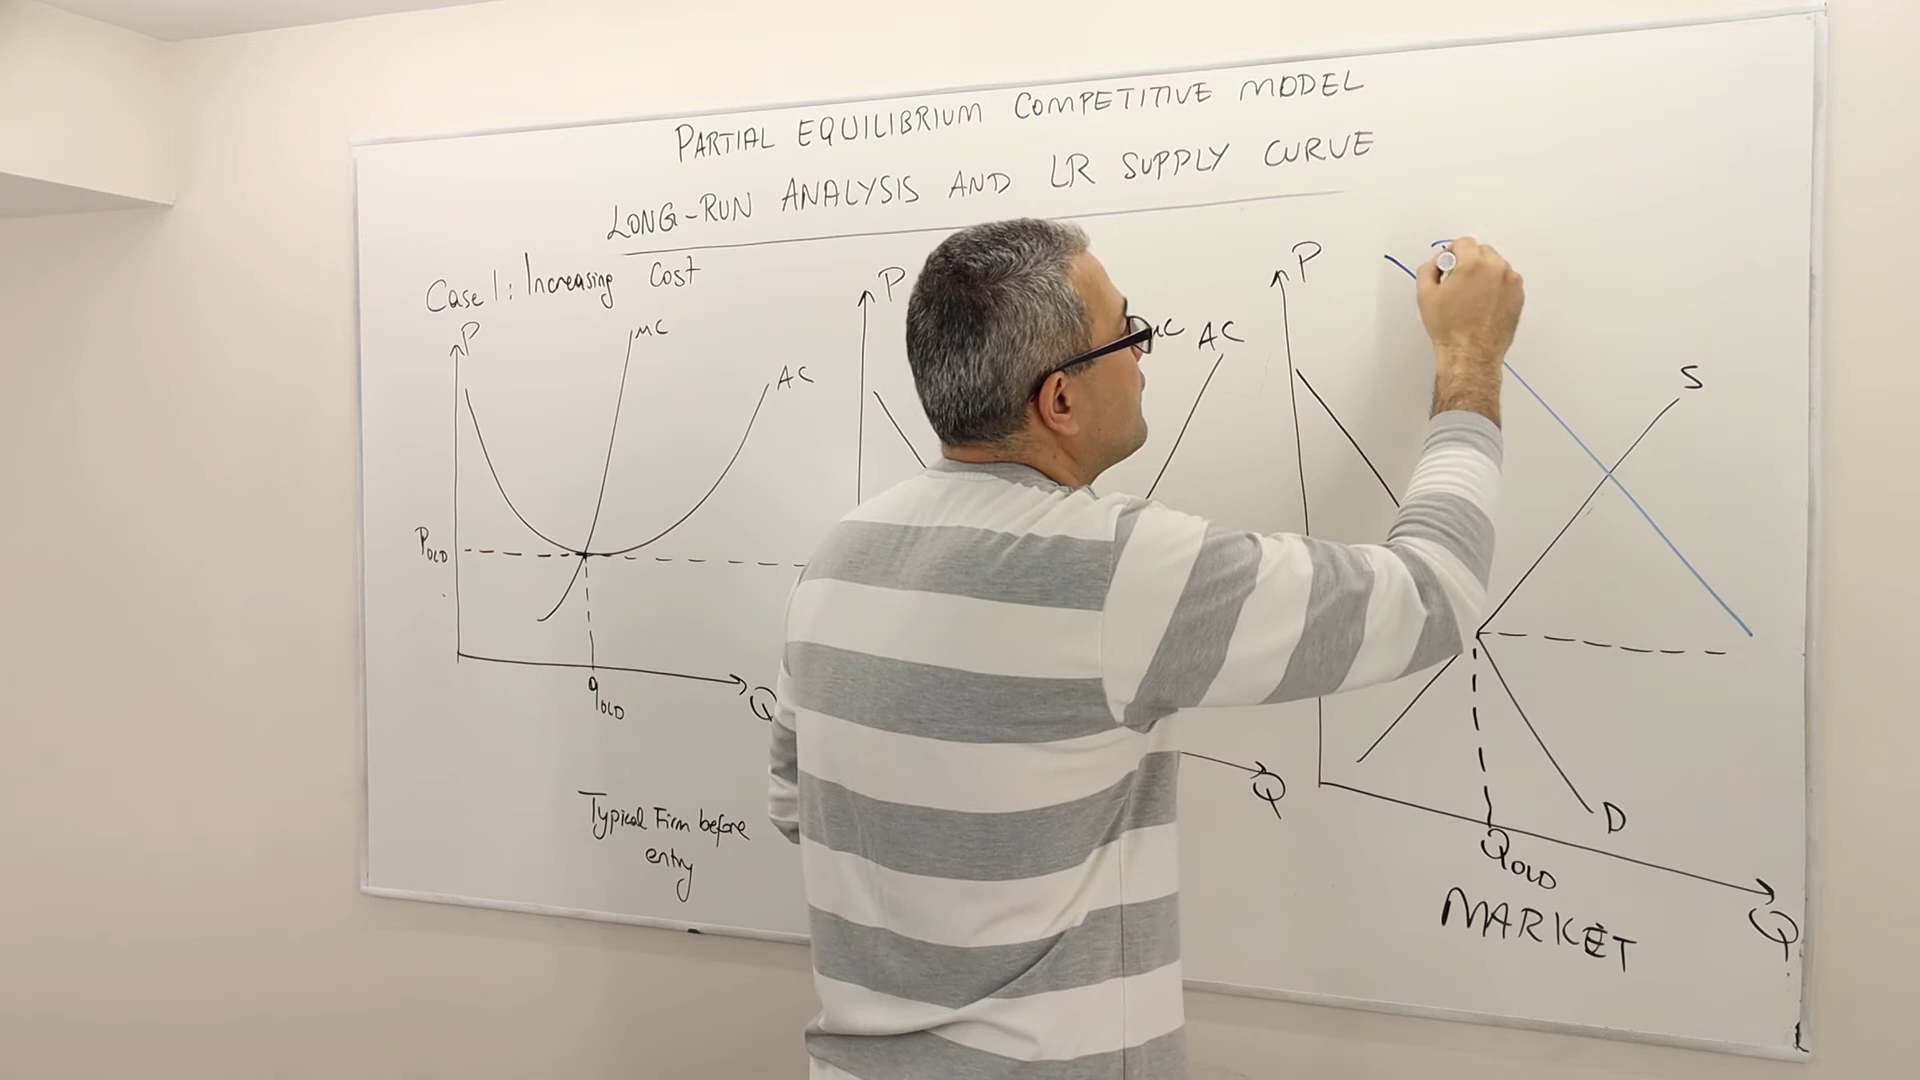 PARTIAL EQUILIBRIUM COMPETITIVE MODEL
LONG-RUN ANALYSIS AND LR SUPPLY CURVE
Case 1: Increasing Cost
P
MC
AC
POLD
qOLD
Q
Typical Firm before
entry
P
MC AC
Q
P
S
D
QOLD
Q
MARKET